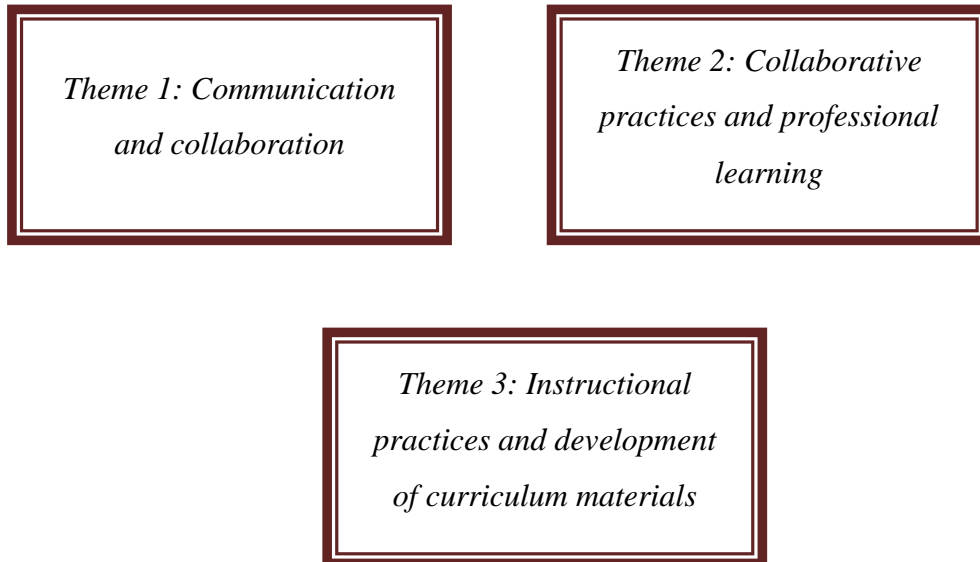 Theme 1: Communication
and collaboration
Theme 2: Collaborative
practices and professional
learning
Theme 3: Instructional
practices and development
of curriculum materials